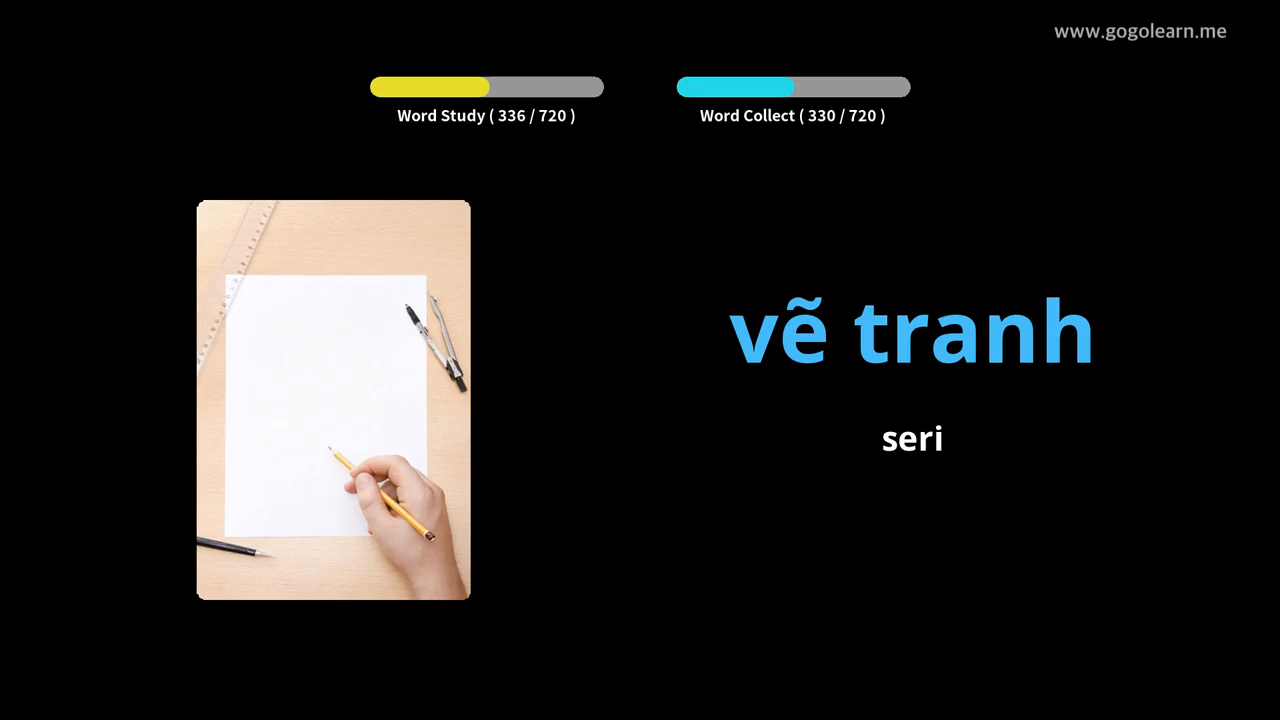 www.gogolearn.me
Word Study ( 336 / 720 )
Word Collect ( 330 / 720 )
vẽ tranh
seri